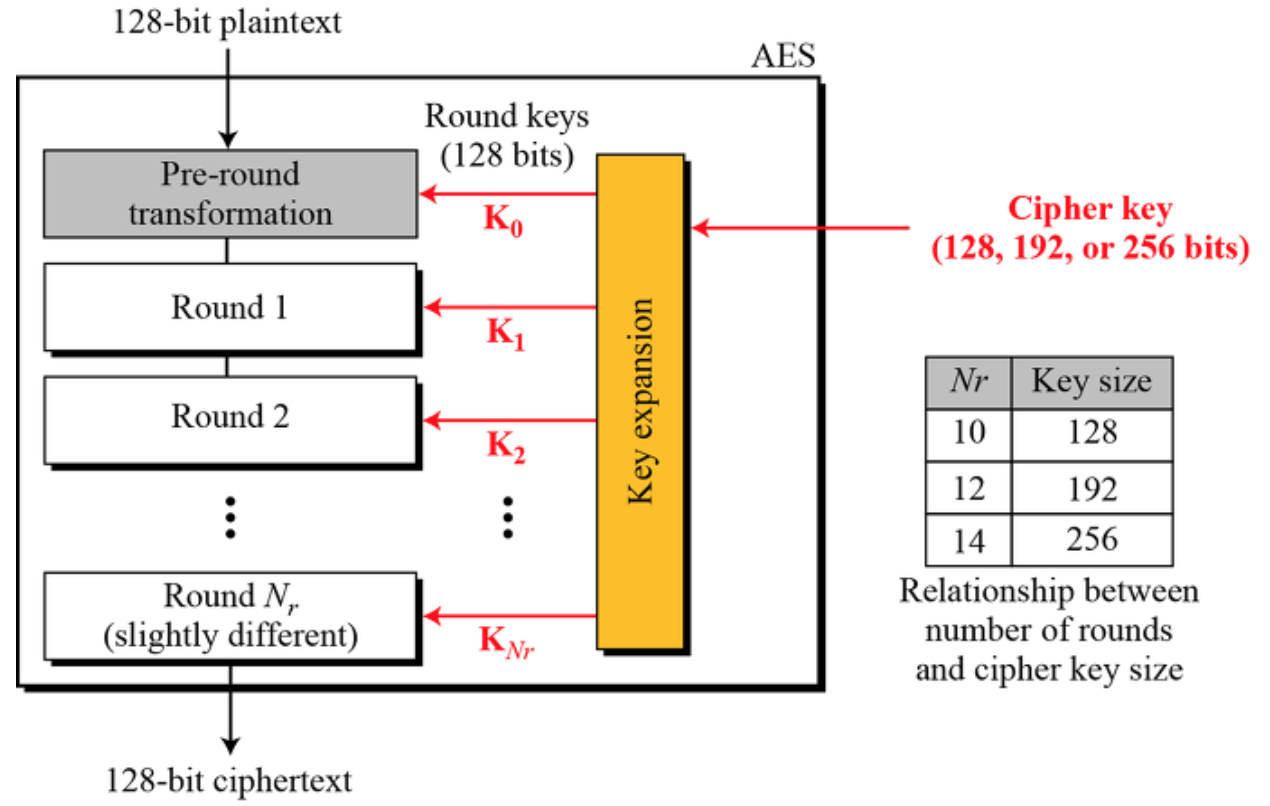 128-bit plaintext
AES
Round keys
(128 bits)
Pre-round
transformation
K₀
Cipher key
(128, 192, or 256 bits)
Round 1
K₁
Key expansion
Round 2
K₂
Nr Key size
10 128
12 192
14 256
Relationship between
number of rounds
and cipher key size
Round Nᵣ
(slightly different)
K_Nr
128-bit ciphertext